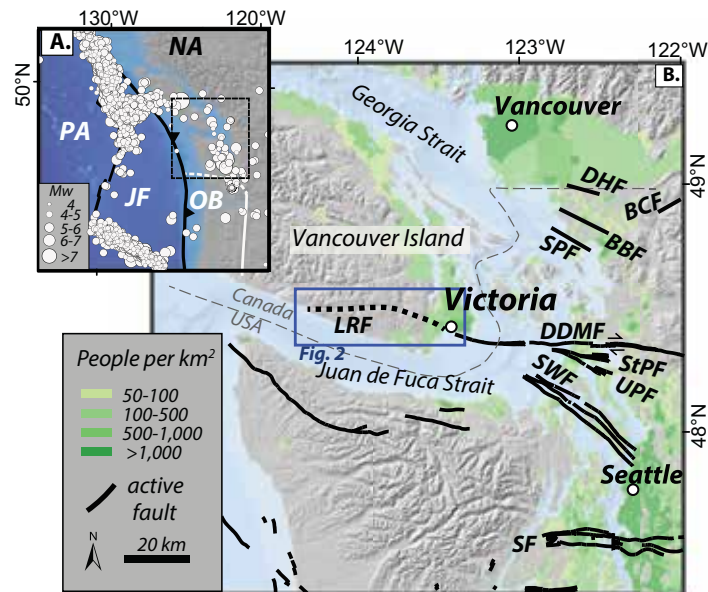 130°W
120°W
A.
NA
50°N
PA
JF
OB
Mw
4
4-5
5-6
6-7
>7
124°W
123°W
122°W
B.
Vancouver
Georgia Strait
49°N
DHF
BCF
BBF
SPF
Vancouver Island
Canada
USA
LRF
Victoria
Fig. 2
DDMF
StPF
UPF
SWF
Juan de Fuca Strait
48°N
Seattle
SF
People per km²
50-100
100-500
500-1,000
>1,000
active
fault
N
20 km